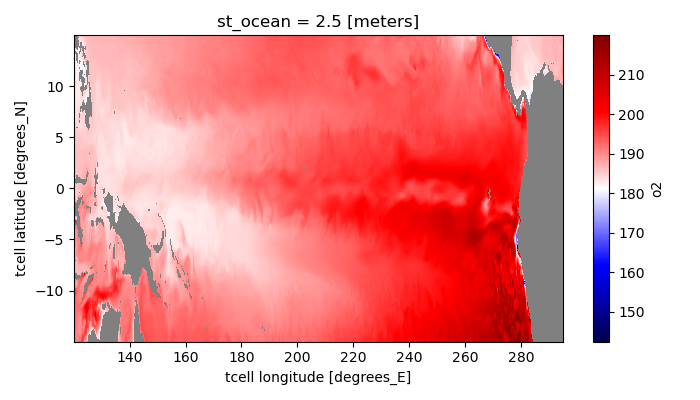 st_ocean = 2.5 [meters]
10
5
0
−5
−10
tcell latitude [degrees_N]
140 160 180 200 220 240 260 280
tcell longitude [degrees_E]
210
200
190
180
170
160
150
o2